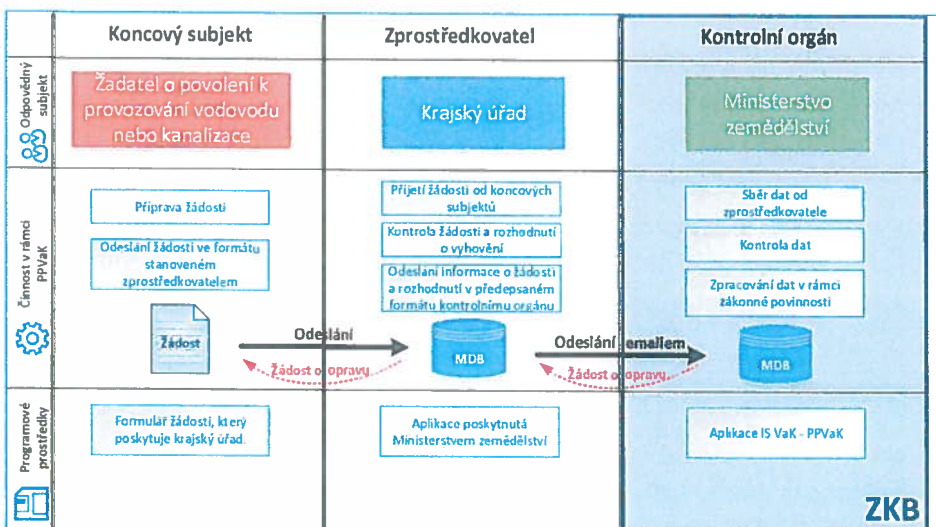 Koncový subjekt
Zprostředkovatel
Kontrolní orgán
Odpovědný
subjekt
Žadatel o povolení k
provozování vodovodu
nebo kanalizace
Krajský úřad
Ministerstvo
zemědělství
Činnost v rámci
PPVaK
Příprava žádosti
Odeslání žádosti ve formátu
stanoveném
zprostředkovatelem
Žádost
Přijetí žádosti od koncových
subjektů
Kontrola žádosti a rozhodnutí
o vyhovění
Odeslání informace o žádosti
a rozhodnutí v předepsaném
formátu kontrolnímu orgánu
MDB
Sběr dat od
zprostředkovatele
Kontrola dat
Zpracování dat v rámci
zákonné povinnosti
MDB
Odeslání
Žádost o opravu
Odeslání emailem
Žádost o opravu
Programové
prostředky
Formulář žádosti, který
poskytuje krajský úřad.
Aplikace poskytnutá
Ministerstvem zemědělství
Aplikace IS VaK - PPVaK
ZKB